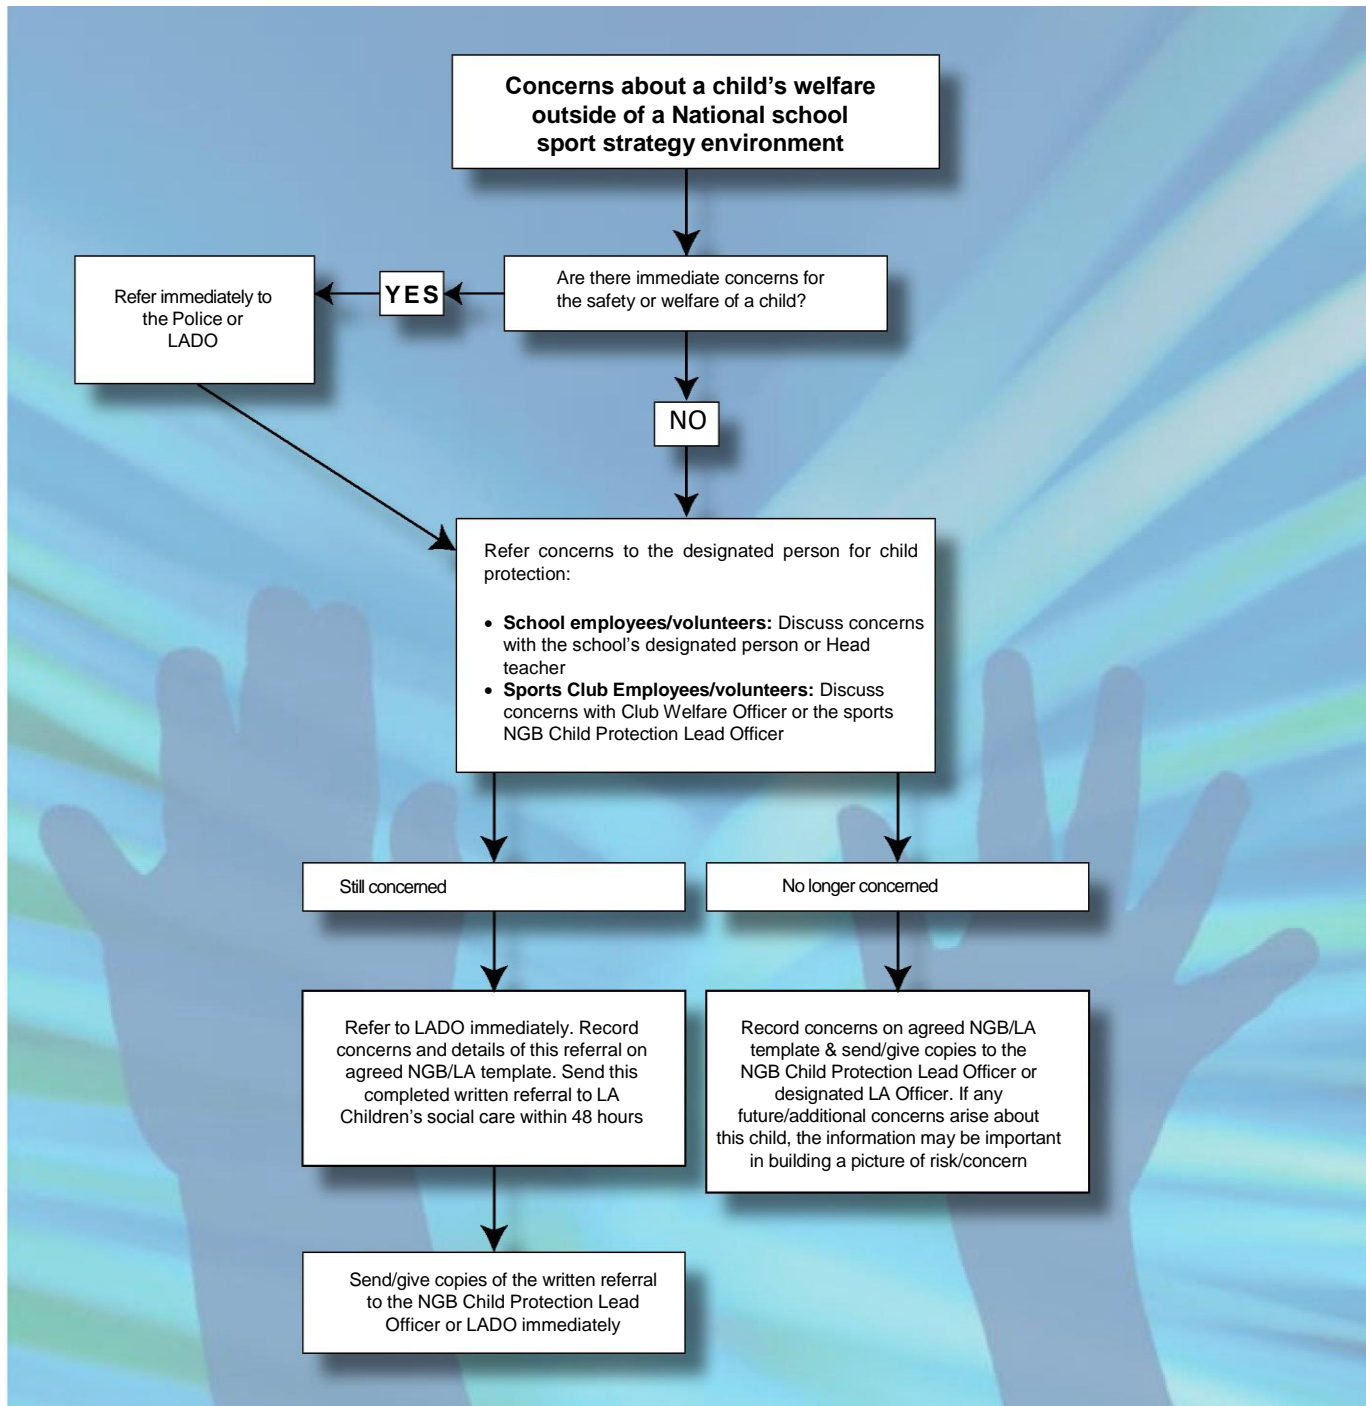 Concerns about a child’s welfare
outside of a National school
sport strategy environment
Are there immediate concerns for
the safety or welfare of a child?
YES
Refer immediately to
the Police or
LADO
NO
Refer concerns to the designated person for child
protection:
• School employees/volunteers: Discuss concerns
with the school’s designated person or Head
teacher
• Sports Club Employees/volunteers: Discuss
concerns with Club Welfare Officer or the sports
NGB Child Protection Lead Officer
Still concerned
No longer concerned
Refer to LADO immediately. Record
concerns and details of this referral on
agreed NGB/LA template. Send this
completed written referral to LA
Children’s social care within 48 hours
Record concerns on agreed NGB/LA
template & send/give copies to the
NGB Child Protection Lead Officer or
designated LA Officer. If any
future/additional concerns arise about
this child, the information may be important
in building a picture of risk/concern
Send/give copies of the written referral
to the NGB Child Protection Lead
Officer or LADO immediately